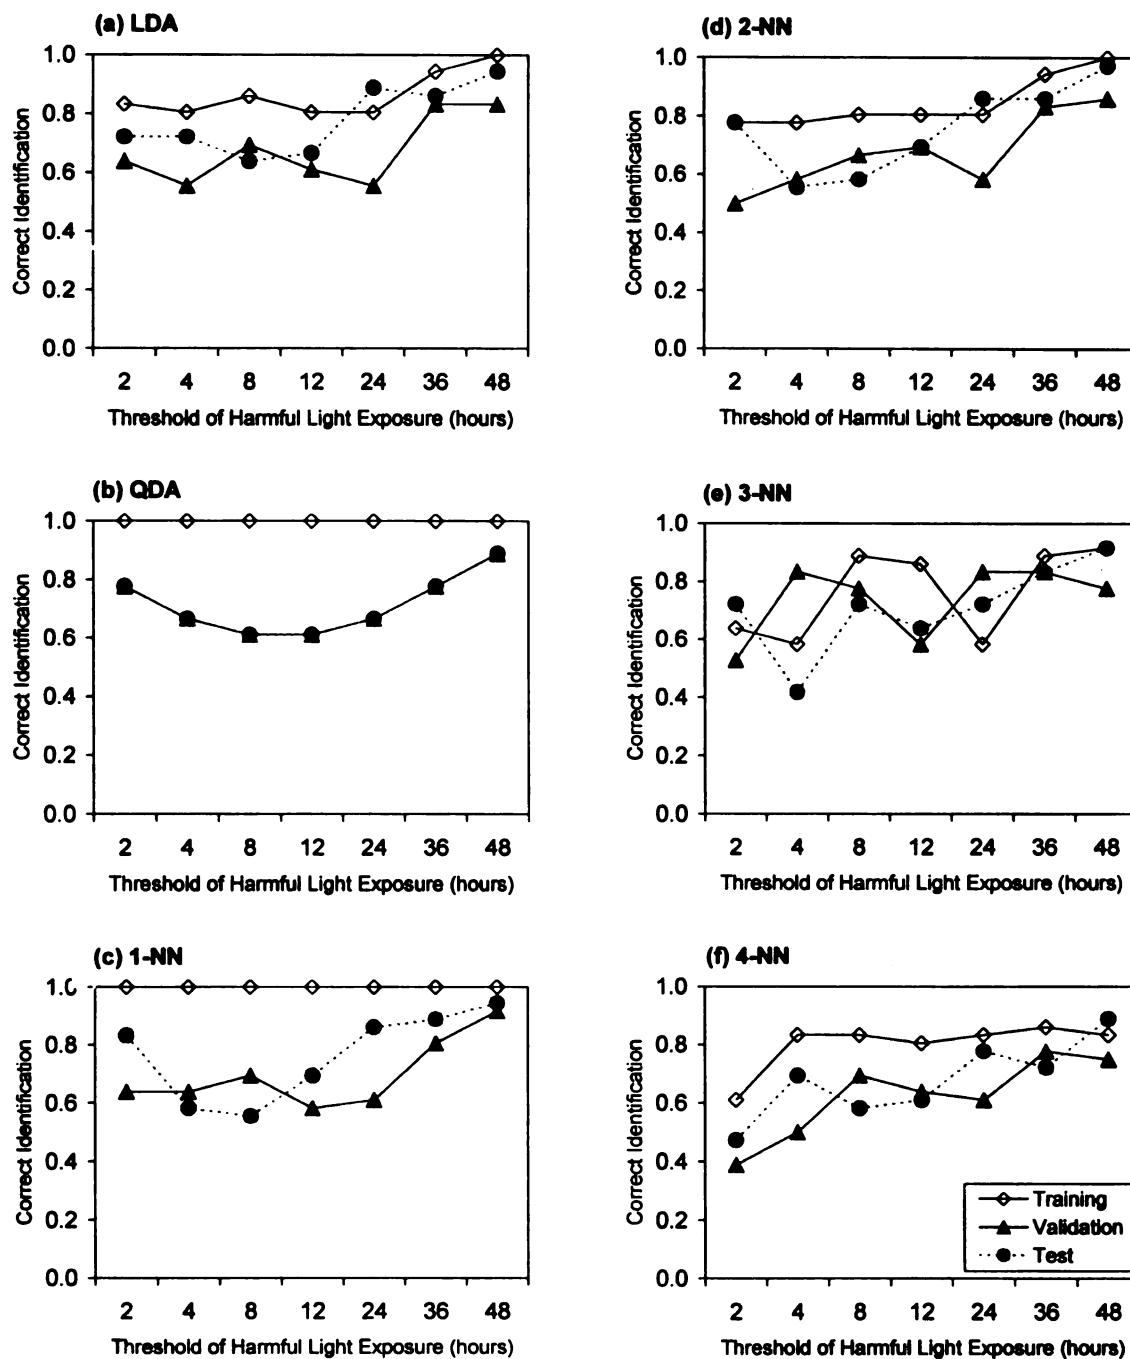 (a) LDA
1.0
0.8
0.6
0.4
0.2
0.0
Correct Identification
2 4 8 12 24 36 48
Threshold of Harmful Light Exposure (hours)
(b) QDA
1.0
0.8
0.6
0.4
0.2
0.0
Correct Identification
2 4 8 12 24 36 48
Threshold of Harmful Light Exposure (hours)
(c) 1-NN
1.0
0.8
0.6
0.4
0.2
0.0
Correct Identification
2 4 8 12 24 36 48
Threshold of Harmful Light Exposure (hours)
(d) 2-NN
1.0
0.8
0.6
0.4
0.2
0.0
Correct Identification
2 4 8 12 24 36 48
Threshold of Harmful Light Exposure (hours)
(e) 3-NN
1.0
0.8
0.6
0.4
0.2
0.0
Correct Identification
2 4 8 12 24 36 48
Threshold of Harmful Light Exposure (hours)
(f) 4-NN
1.0
0.8
0.6
0.4
0.2
0.0
Correct Identification
Training
Validation
Test
2 4 8 12 24 36 48
Threshold of Harmful Light Exposure (hours)